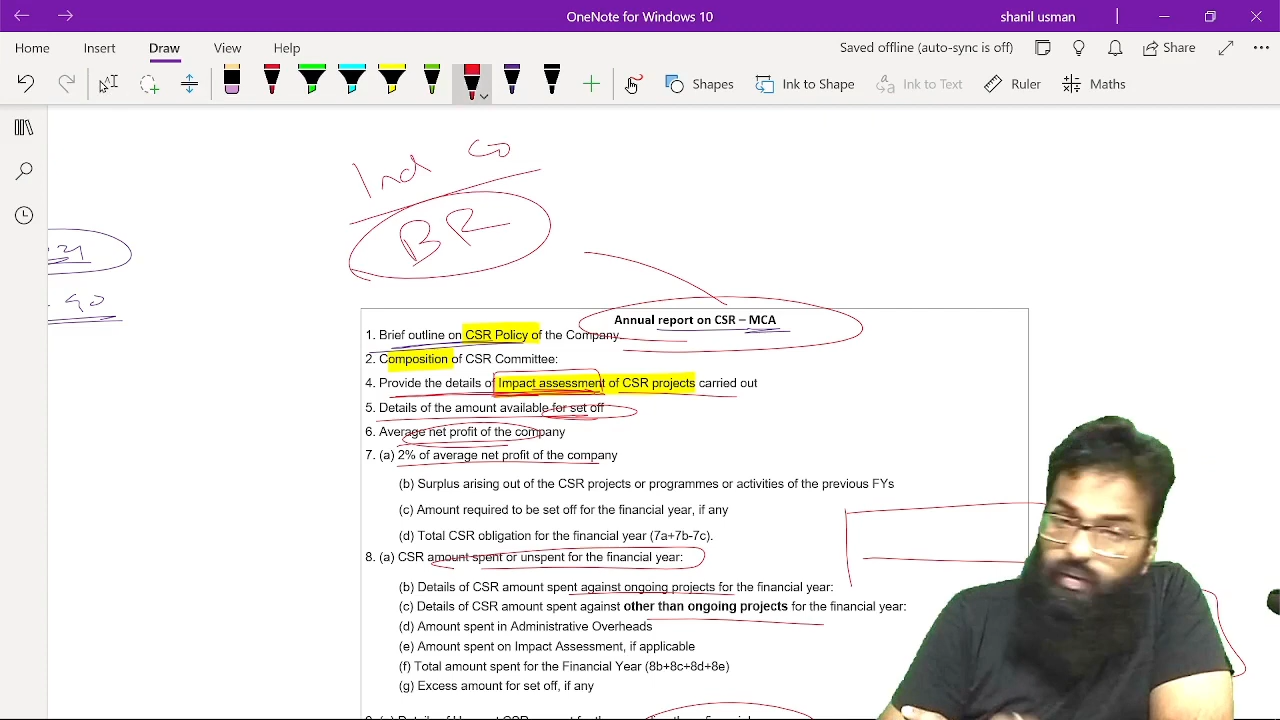 OneNote for Windows 10
shanil usman
Home Insert Draw View Help
Saved offline (auto-sync is off)
Share
Shapes
Ink to Shape
Ink to Text
Ruler
Maths
Ind Co
BR
Annual report on CSR – MCA
1. Brief outline on CSR Policy of the Company.
2. Composition of CSR Committee:
4. Provide the details of Impact assessment of CSR projects carried out
5. Details of the amount available for set off
6. Average net profit of the company
7. (a) 2% of average net profit of the company
(b) Surplus arising out of the CSR projects or programmes or activities of the previous FYs
(c) Amount required to be set off for the financial year, if any
(d) Total CSR obligation for the financial year (7a+7b-7c).
8. (a) CSR amount spent or unspent for the financial year:
(b) Details of CSR amount spent against ongoing projects for the financial year:
(c) Details of CSR amount spent against other than ongoing projects for the financial year:
(d) Amount spent in Administrative Overheads
(e) Amount spent on Impact Assessment, if applicable
(f) Total amount spent for the Financial Year (8b+8c+8d+8e)
(g) Excess amount for set off, if any